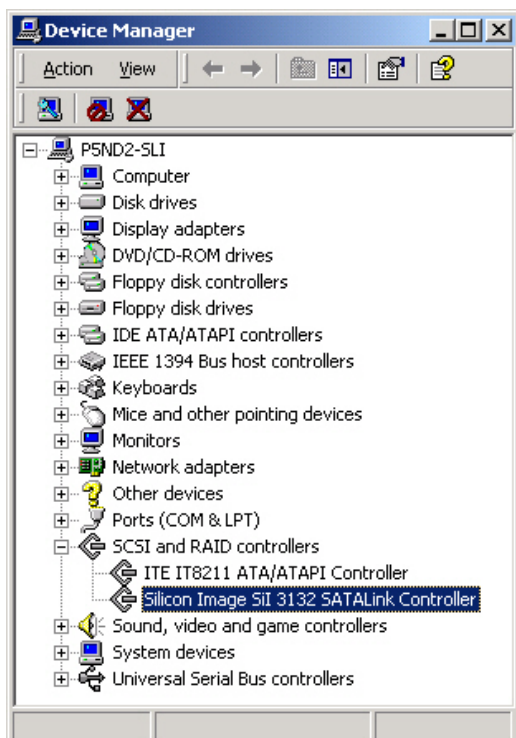 Device Manager
Action View
P5ND2-SLI
Computer
Disk drives
Display adapters
DVD/CD-ROM drives
Floppy disk controllers
Floppy disk drives
IDE ATA/ATAPI controllers
IEEE 1394 Bus host controllers
Keyboards
Mice and other pointing devices
Monitors
Network adapters
Other devices
Ports (COM & LPT)
SCSI and RAID controllers
ITE IT8211 ATA/ATAPI Controller
Silicon Image SiI 3132 SATALink Controller
Sound, video and game controllers
System devices
Universal Serial Bus controllers